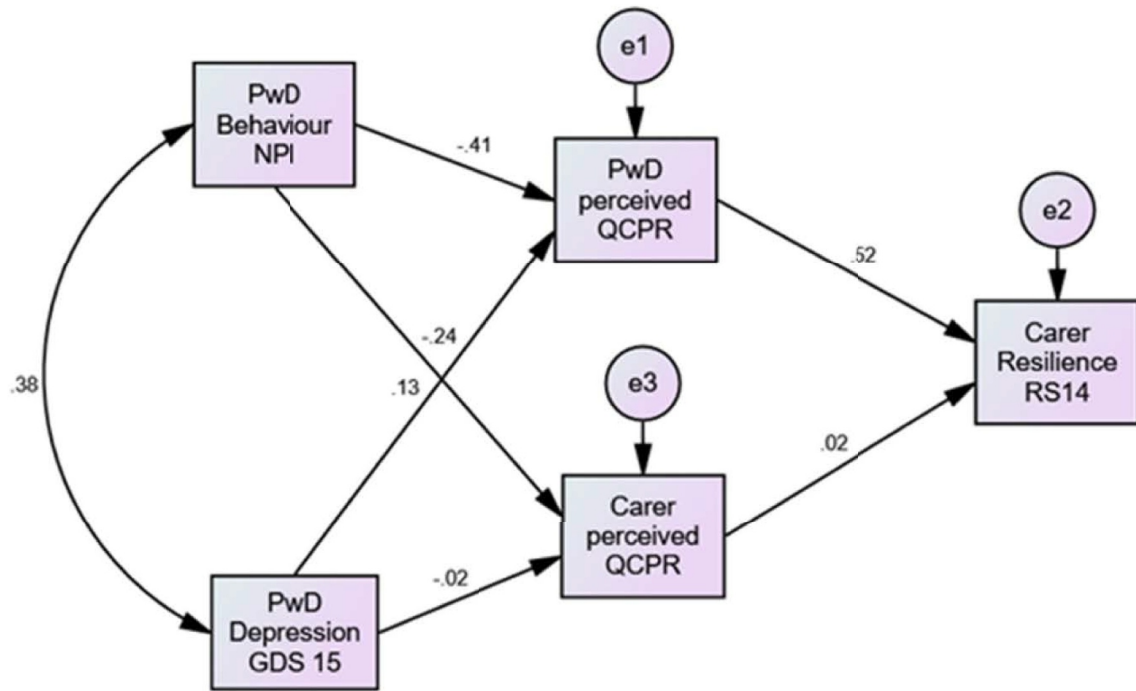 e1
PwD
Behaviour
NPI
-.41
PwD
perceived
QCPR
e2
.52
-.24
.13
.38
e3
Carer
Resilience
RS14
.02
Carer
perceived
QCPR
-.02
PwD
Depression
GDS 15